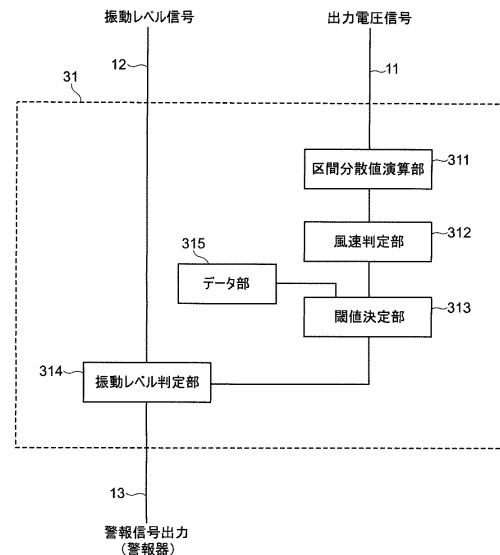 振動レベル信号
出力電圧信号
12
11
31
区間分散値演算部
311
風速判定部
312
315
データ部
閾値決定部
313
314
振動レベル判定部
13
警報信号出力
(警報器)